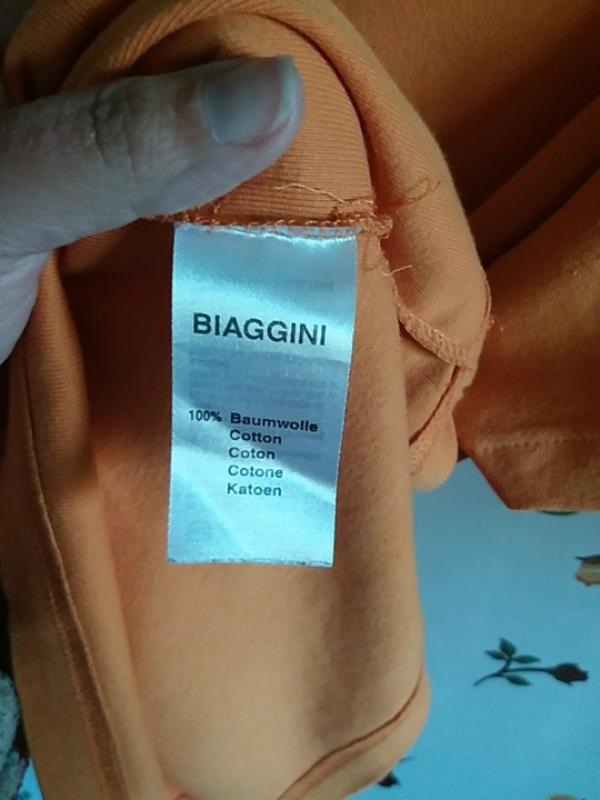 BIAGGINI
100% Baumwolle
Cotton
Coton
Cotone
Katoen